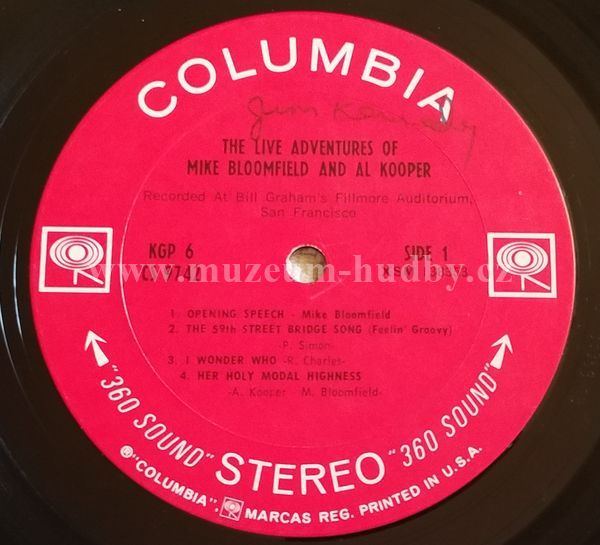 COLUMBIA
THE LIVE ADVENTURES OF
MIKE BLOOMFIELD AND AL KOOPER
Recorded At Bill Graham's Fillmore Auditorium,
San Francisco
KGP 6
SIDE 1
www.muzeum-hudby.cz
1. OPENING SPEECH - Mike Bloomfield
2. THE 59th STREET BRIDGE SONG (Feelin' Groovy)
-P. Simon-
3. I WONDER WHO -R. Charles-
4. HER HOLY MODAL HIGHNESS
-A. Kooper - M. Bloomfield-
"360 SOUND" STEREO "360 SOUND"
℗"COLUMBIA", MARCAS REG. PRINTED IN U.S.A.